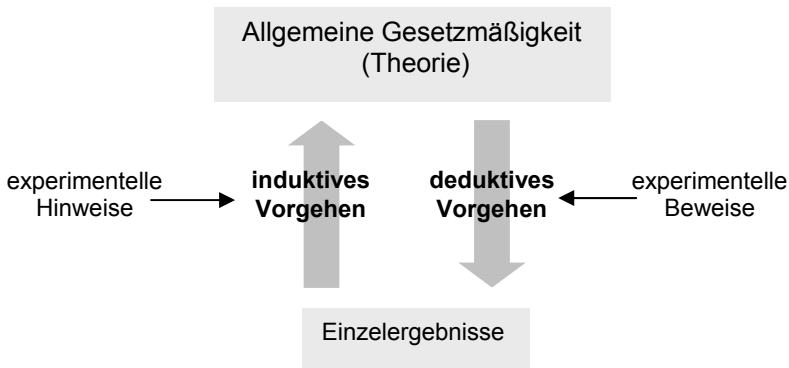 Allgemeine Gesetzmäßigkeit
(Theorie)
experimentelle
Hinweise
induktives
Vorgehen
deduktives
Vorgehen
experimentelle
Beweise
Einzelergebnisse